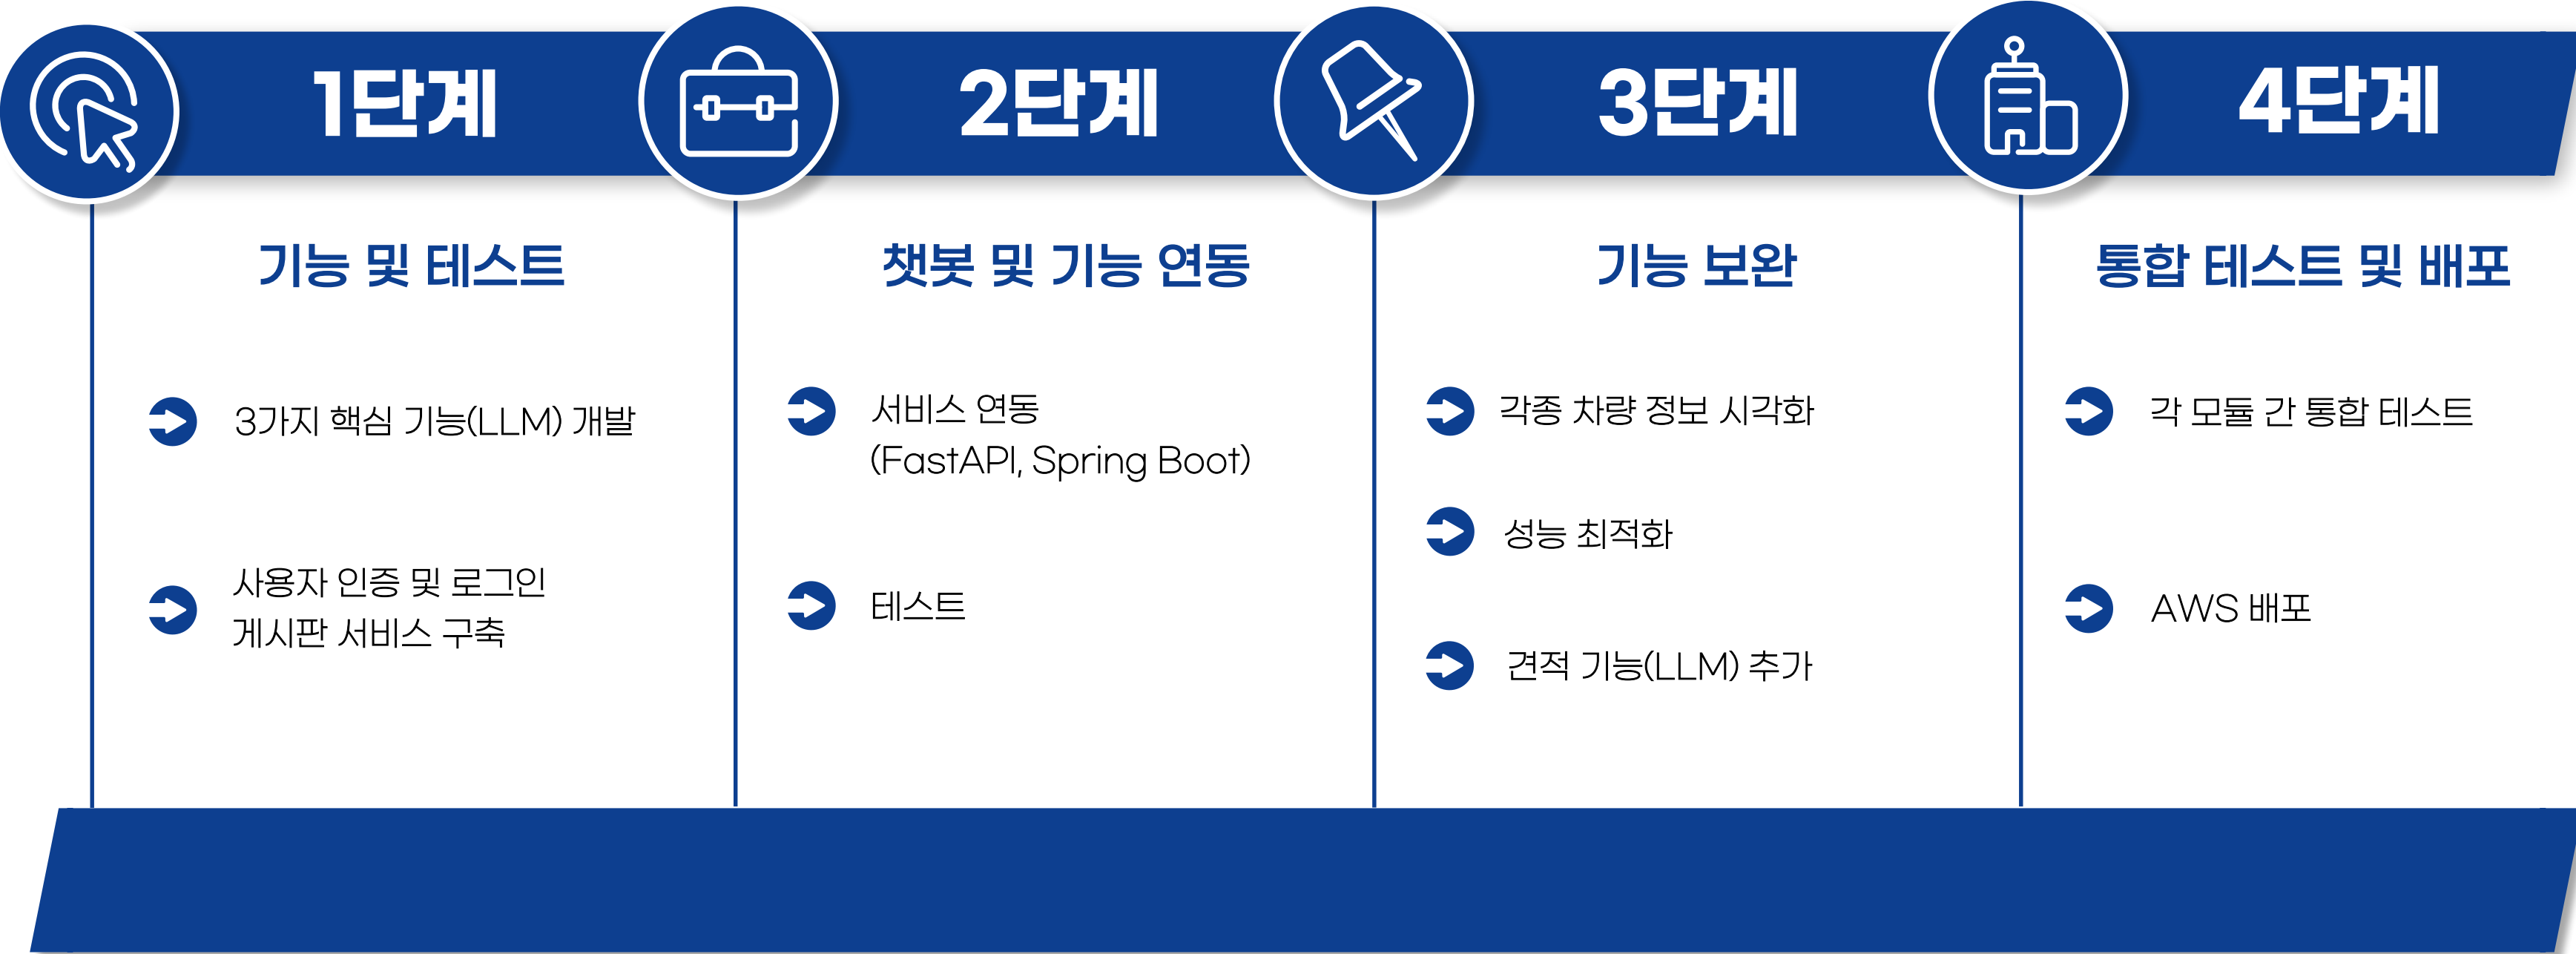 1단계
2단계
3단계
4단계
기능 및 테스트
3가지 핵심 기능(LLM) 개발
사용자 인증 및 로그인
게시판 서비스 구축
챗봇 및 기능 연동
서비스 연동
(FastAPI, Spring Boot)
테스트
기능 보완
각종 차량 정보 시각화
성능 최적화
견적 기능(LLM) 추가
통합 테스트 및 배포
각 모듈 간 통합 테스트
AWS 배포